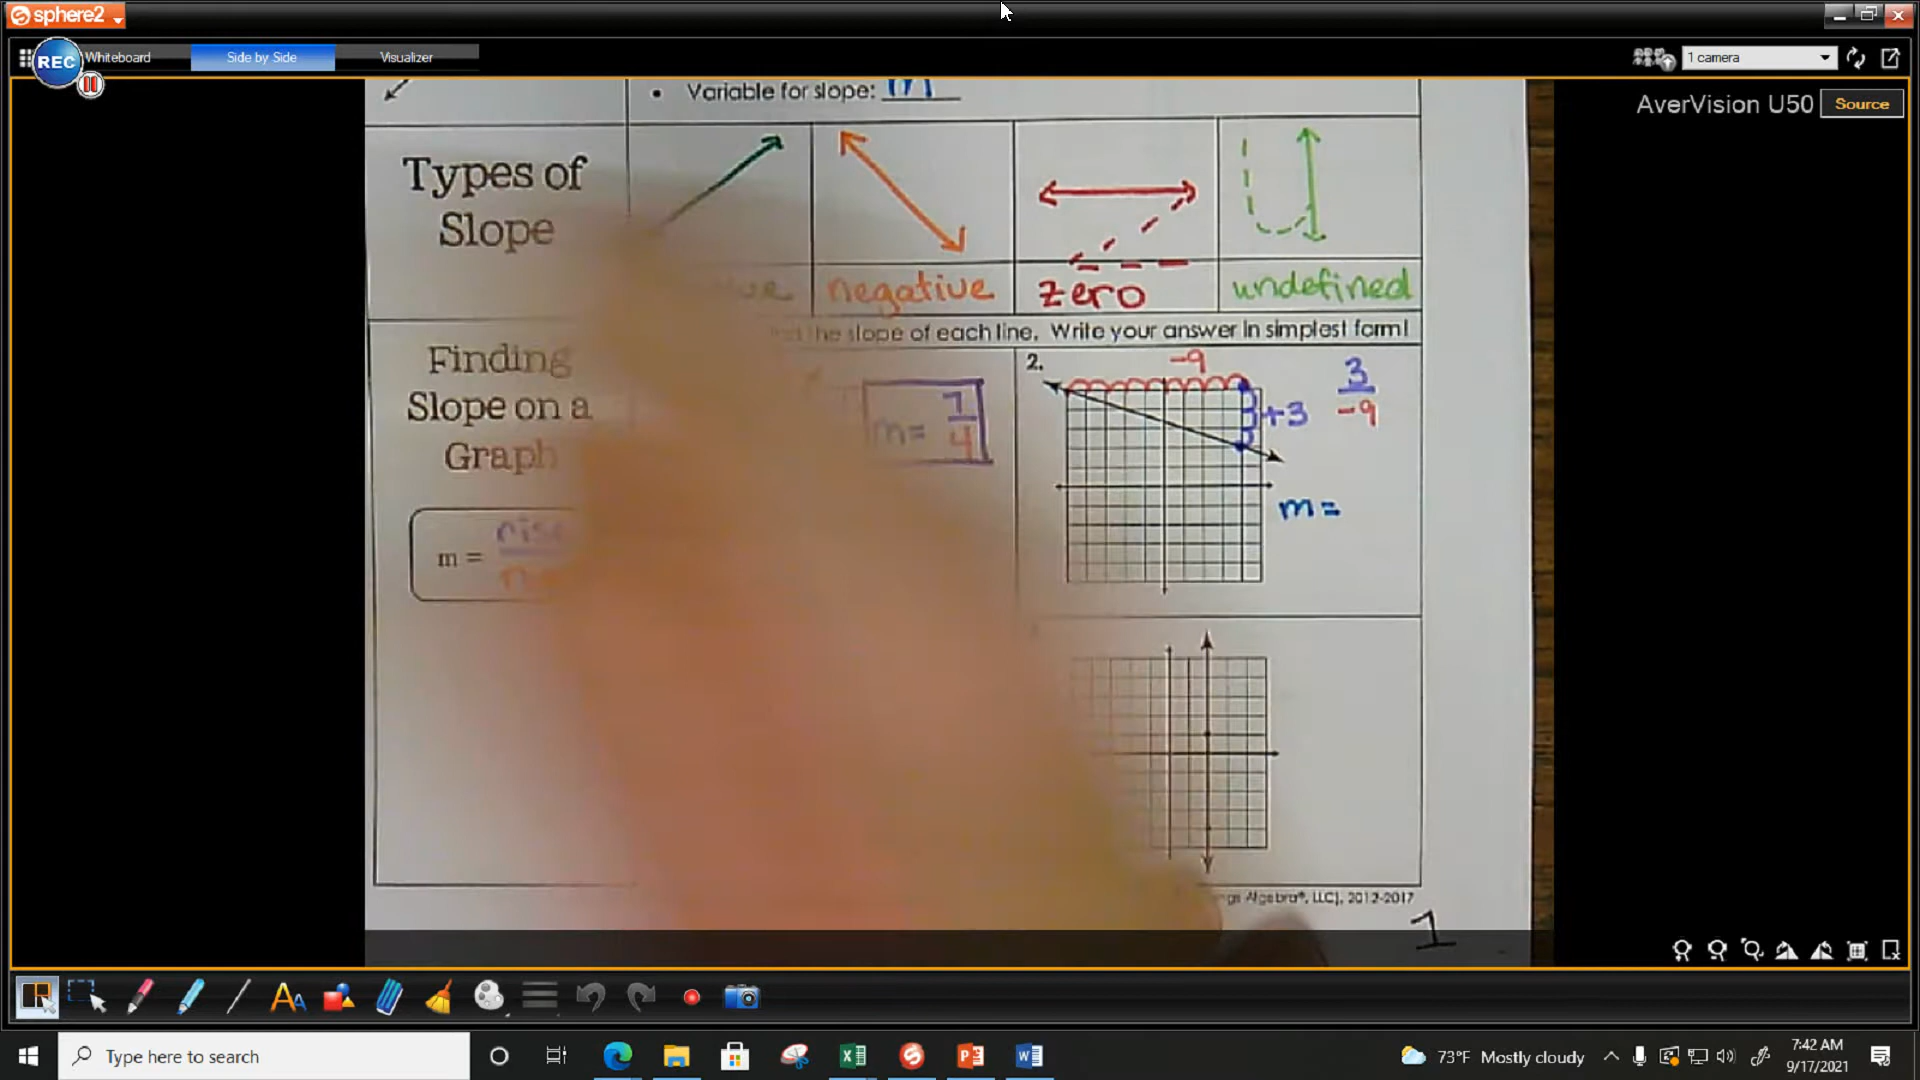 sphere2
REC
Whiteboard
Side by Side
Visualizer
1 camera
AverVision U50
Source
• Variable for slope: m
Types of
Slope
negative
zero
undefined
the slope of each line. Write your answer in simplest form!
Finding
Slope on a
Graph
m = rise
m = 7/4
2.
-9
+3
3/-9
m =
Algebra®, LLC), 2012-2017
1
Type here to search
73°F Mostly cloudy
7:42 AM
9/17/2021